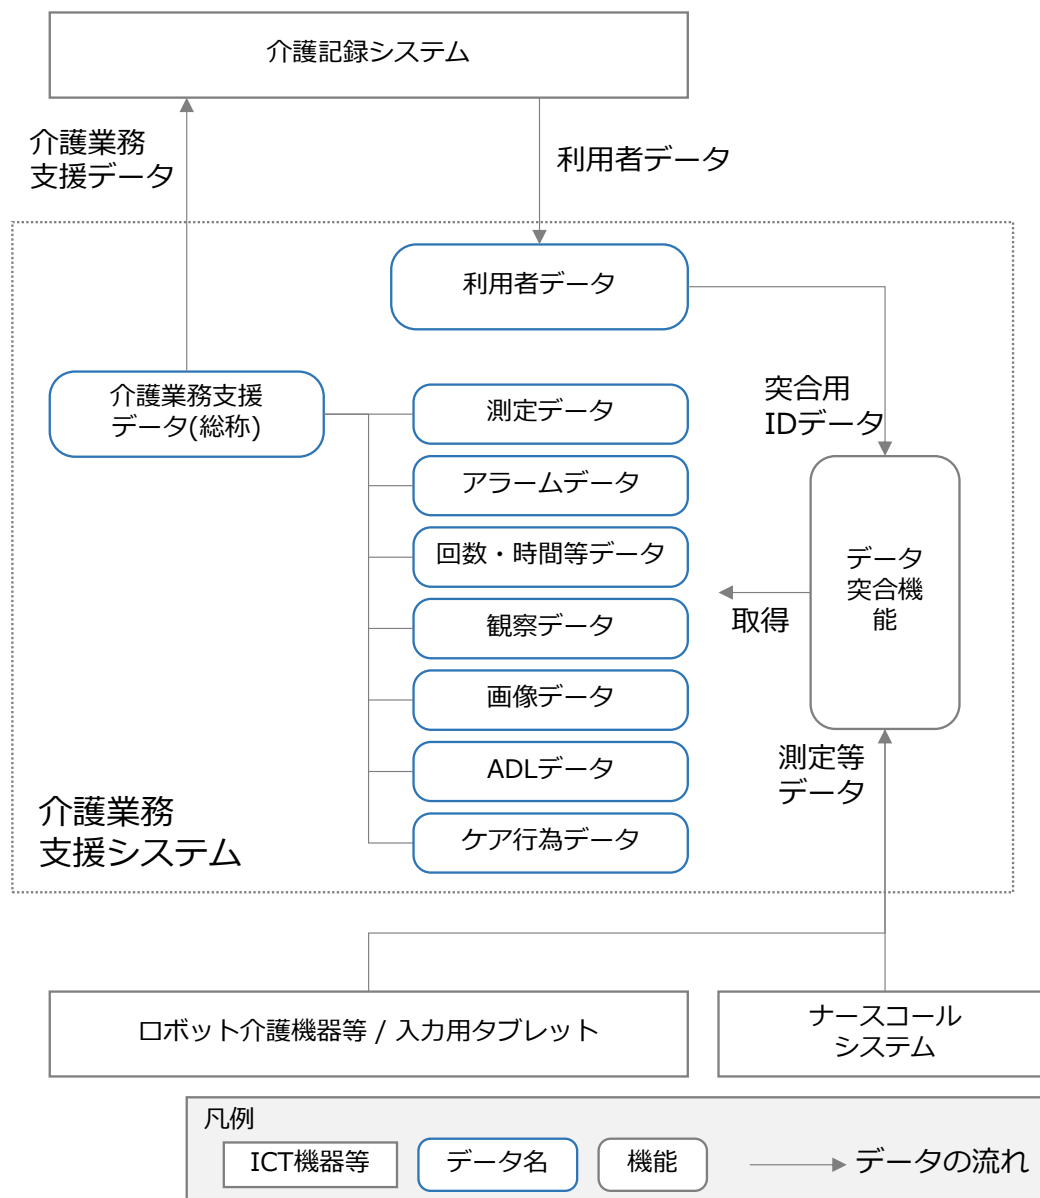 介護記録システム
介護業務
支援データ
利用者データ
利用者データ
介護業務支援
データ(総称)
測定データ
突合用
IDデータ
アラームデータ
回数・時間等データ
データ
突合機
能
取得
観察データ
画像データ
測定等
データ
ADLデータ
介護業務
支援システム
ケア行為データ
ロボット介護機器等 / 入力用タブレット
ナースコール
システム
凡例
ICT機器等
データ名
機能
データの流れ